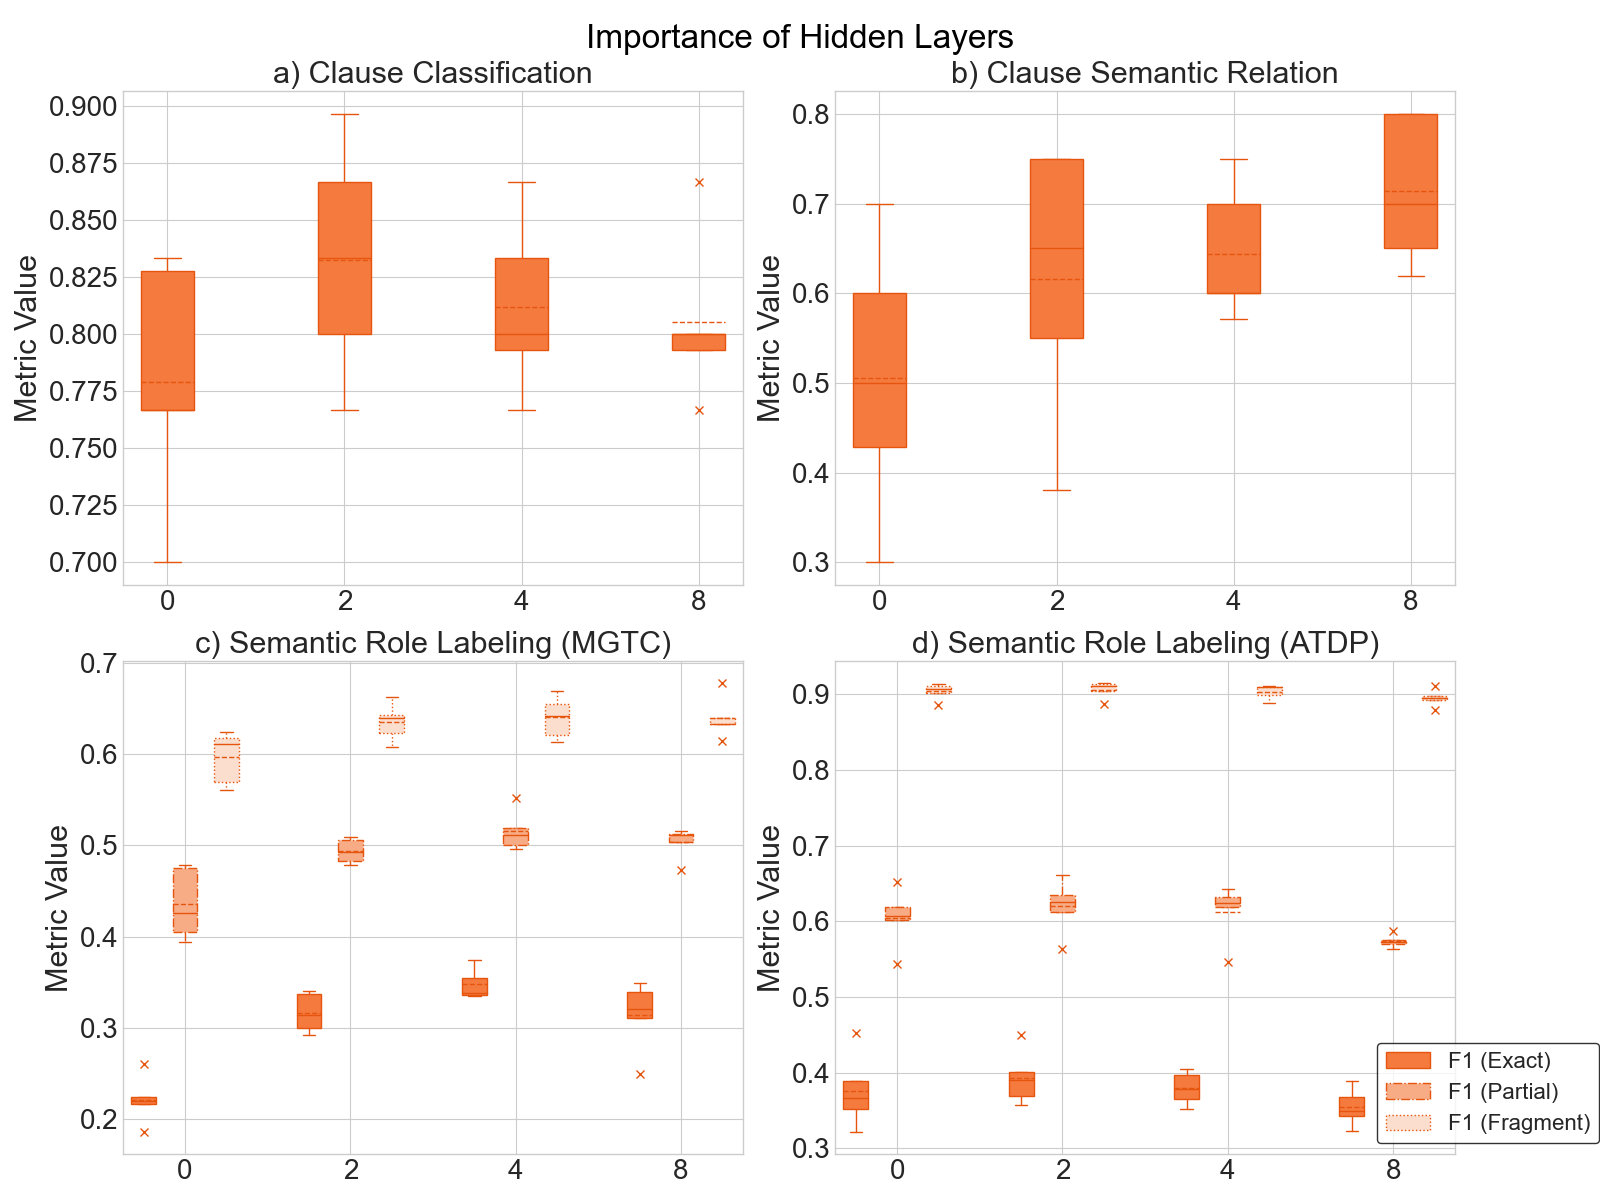 Importance of Hidden Layers
a) Clause Classification
0.900
0.875
0.850
0.825
0.800
0.775
0.750
0.725
0.700
Metric Value
0 2 4 8
b) Clause Semantic Relation
0.8
0.7
0.6
0.5
0.4
0.3
Metric Value
0 2 4 8
c) Semantic Role Labeling (MGTC)
0.7
0.6
0.5
0.4
0.3
0.2
Metric Value
0 2 4 8
d) Semantic Role Labeling (ATDP)
0.9
0.8
0.7
0.6
0.5
0.4
0.3
Metric Value
0 2 4 8
F1 (Exact)
F1 (Partial)
F1 (Fragment)